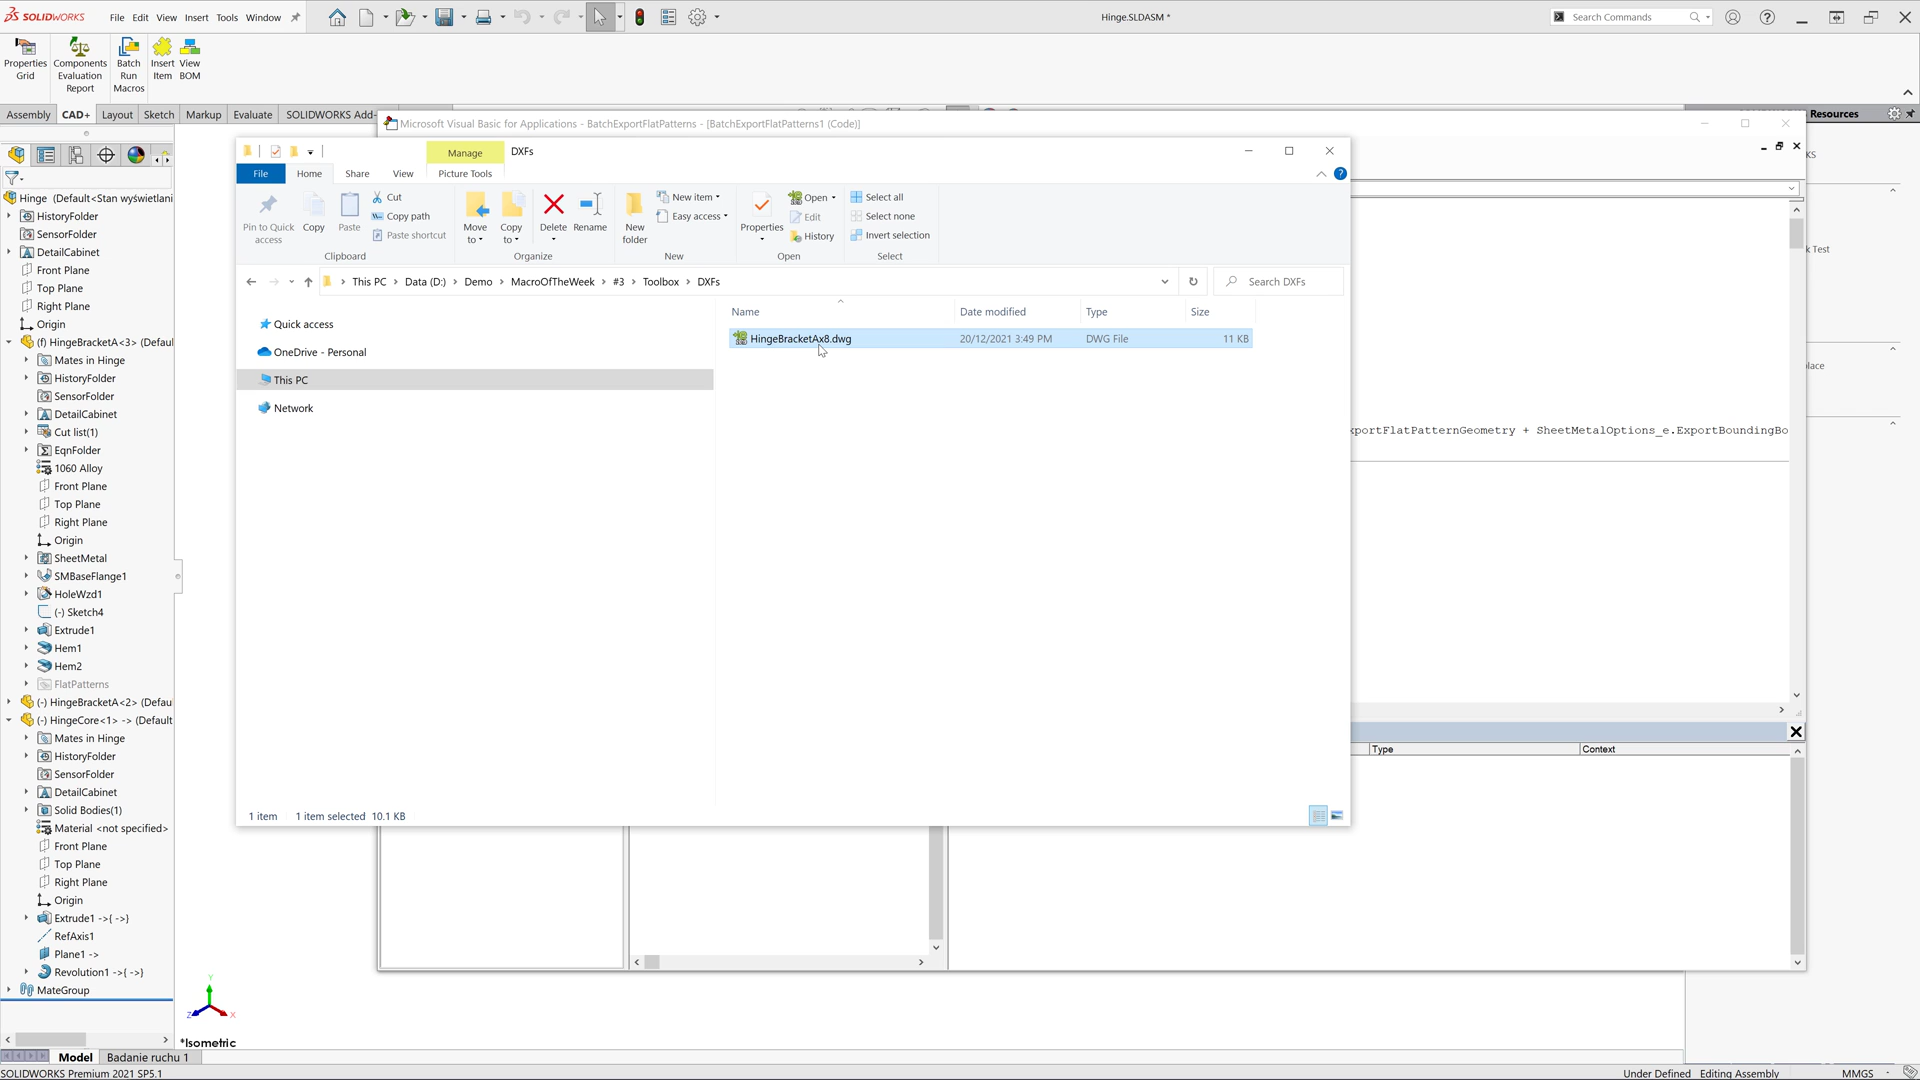 SOLIDWORKS
File Edit View Insert Tools Window
Hinge.SLDASM *
Search Commands
Properties Grid
Components Evaluation Report
Batch Run Macros
Insert Item
View BOM
Assembly CAD+ Layout Sketch Markup Evaluate SOLIDWORKS Add-
Resources
Microsoft Visual Basic for Applications - BatchExportFlatPatterns - [BatchExportFlatPatterns1 (Code)]
Manage DXFs
File Home Share View Picture Tools
Pin to Quick access
Copy
Paste
Cut
Copy path
Paste shortcut
Clipboard
Move to
Copy to
Delete
Rename
Organize
New folder
New item
Easy access
New
Properties
Open
Edit
History
Open
Select all
Select none
Invert selection
Select
This PC > Data (D:) > Demo > MacroOfTheWeek > #3 > Toolbox > DXFs
Search DXFs
Name Date modified Type Size
HingeBracketAx8.dwg 20/12/2021 3:49 PM DWG File 11 KB
Quick access
OneDrive - Personal
This PC
Network
1 item 1 item selected 10.1 KB
KS
k Test
lace
xportFlatPatternGeometry + SheetMetalOptions_e.ExportBoundingBo
Type Context
Hinge (Default<Stan wyświetlani
HistoryFolder
SensorFolder
DetailCabinet
Front Plane
Top Plane
Right Plane
Origin
(f) HingeBracketA<3> (Defau
Mates in Hinge
HistoryFolder
SensorFolder
DetailCabinet
Cut list(1)
EqnFolder
1060 Alloy
Front Plane
Top Plane
Right Plane
Origin
SheetMetal
SMBaseFlange1
HoleWzd1
(-) Sketch4
Extrude1
Hem1
Hem2
FlatPatterns
(-) HingeBracketA<2> (Defau
(-) HingeCore<1> -> (Default
Mates in Hinge
HistoryFolder
SensorFolder
DetailCabinet
Solid Bodies(1)
Material <not specified>
Front Plane
Top Plane
Right Plane
Origin
Extrude1 ->{ ->}
RefAxis1
Plane1 ->
Revolution1 ->{ ->}
MateGroup
Y
Z
X
*Isometric
Model Badanie ruchu 1
SOLIDWORKS Premium 2021 SP5.1
Under Defined Editing Assembly MMGS